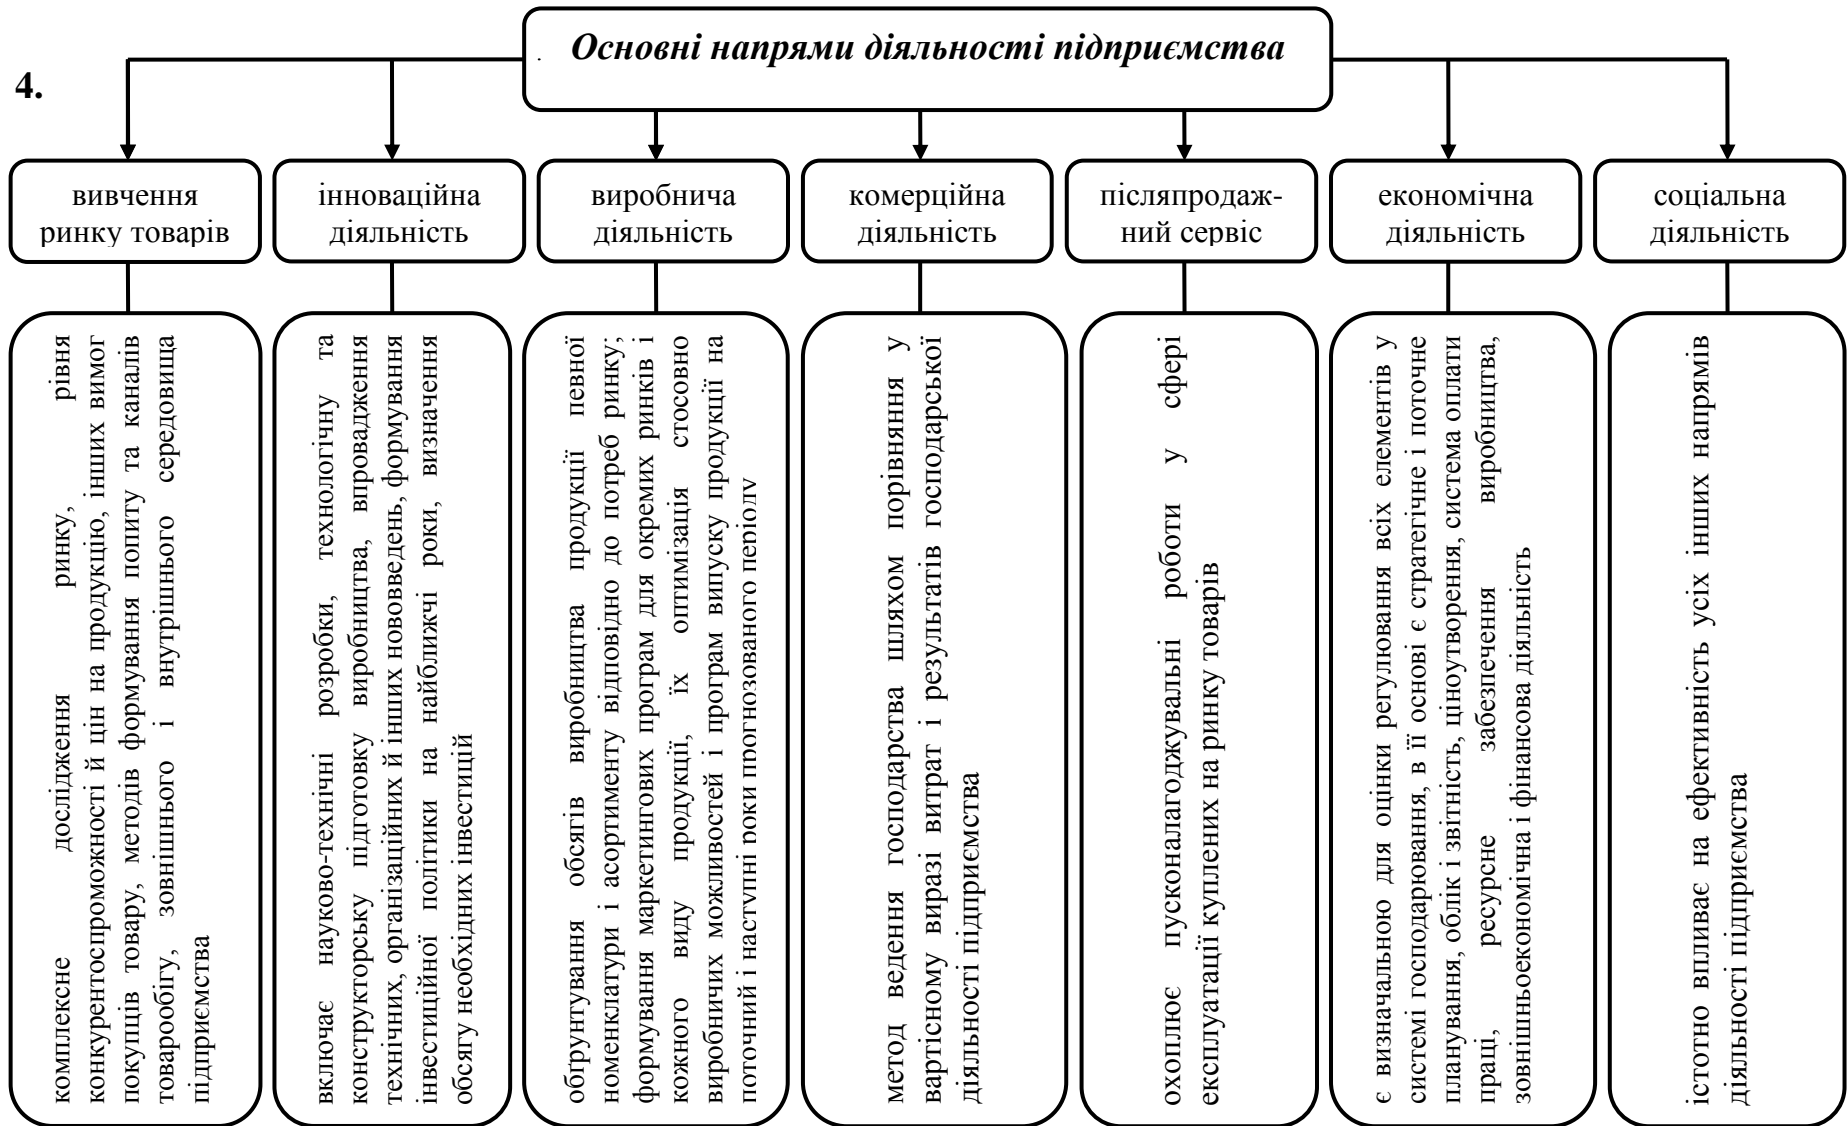 Основні напрями діяльності підприємства
4.
вивчення
ринку товарів
інноваційна
діяльність
виробнича
діяльність
комерційна
діяльність
післяпродаж-
ний сервіс
економічна
діяльність
соціальна
діяльність
комплексне дослідження ринку, рівня
конкурентоспроможності й цін на продукцію, інших вимог
покупців товару, методів формування попиту та каналів
товаробігу, зовнішнього і внутрішнього середовища
підприємства
включає науково-технічні розробки, технологічну та
конструкторську підготовку виробництва, впровадження
технічних, організаційних й інших нововведень, формування
інвестиційної політики на найближчі роки, визначення
обсягу необхідних інвестицій
обґрунтування обсягів виробництва продукції певної
номенклатури і асортименту відповідно до потреб ринку;
формування маркетингових програм для окремих ринків і
кожного виду продукції, їх оптимізація стосовно
виробничих можливостей і програм випуску продукції на
поточний і наступні роки прогнозованого періоду
метод ведення господарства шляхом порівняння у
вартісному виразі витрат і результатів господарської
діяльності підприємства
охоплює пусконалагоджувальні роботи у сфері
експлуатації куплених на ринку товарів
є визначальною для оцінки регулювання всіх елементів у
системі господарювання, в її основі є стратегічне і поточне
планування, облік і звітність, ціноутворення, система оплати
праці, ресурсне забезпечення виробництва,
зовнішньоекономічна і фінансова діяльність
істотно впливає на ефективність усіх інших напрямів
діяльності підприємства